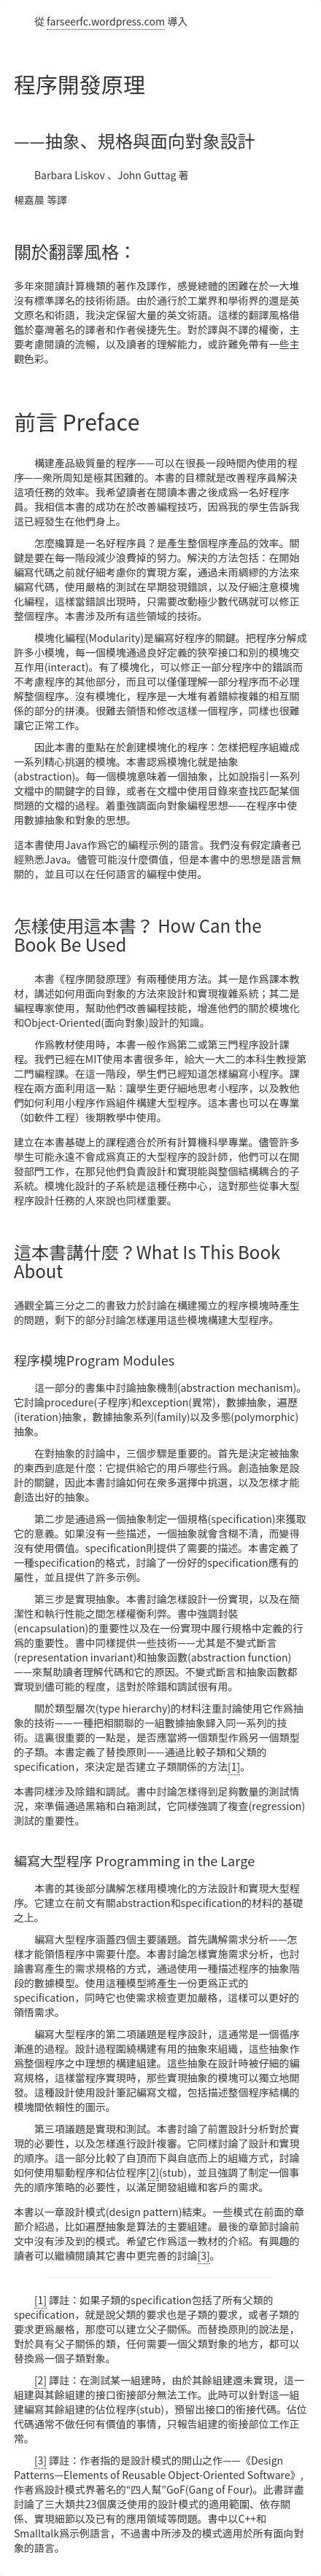 從 farseerfc.wordpress.com 導入
程序開發原理
——抽象、規格與面向對象設計
Barbara Liskov 、John Guttag 著
楊嘉晨 等譯
關於翻譯風格：
多年來閱讀計算機類的著作及譯作，感覺總體的困難在於一大堆
沒有標準譯名的技術術語。由於通行於工業界和學術界的還是英
文原名和術語，我決定保留大量的英文術語。這樣的翻譯風格借
鑑於臺灣著名的譯者和作者侯捷先生。對於譯與不譯的權衡，主
要考慮閱讀的流暢，以及讀者的理解能力，或許難免帶有一些主
觀色彩。
前言 Preface
構建產品級質量的程序——可以在很長一段時間內使用的程
序——衆所周知是極其困難的。本書的目標就是改善程序員解決
這項任務的效率。我希望讀者在閱讀本書之後成爲一名好程序
員。我相信本書的成功在於改善編程技巧，因爲我的學生告訴我
這已經發生在他們身上。
怎麼纔算是一名好程序員？是產生整個程序產品的效率。關
鍵是要在每一階段減少浪費掉的努力。解決的方法包括：在開始
編寫代碼之前就仔細考慮你的實現方案，通過未雨綢繆的方法來
編寫代碼，使用嚴格的測試在早期發現錯誤，以及仔細注意模塊
化編程，這樣當錯誤出現時，只需要改動極少數代碼就可以修正
整個程序。本書涉及所有這些領域的技術。
模塊化編程(Modularity)是編寫好程序的關鍵。把程序分解成
許多小模塊，每一個模塊通過良好定義的狹窄接口和別的模塊交
互作用(interact)。有了模塊化，可以修正一部分程序中的錯誤而
不考慮程序的其他部分，而且可以僅僅理解一部分程序而不必理
解整個程序。沒有模塊化，程序是一大堆有着錯綜複雜的相互關
係的部分的拼湊。很難去領悟和修改這樣一個程序，同樣也很難
讓它正常工作。
因此本書的重點在於創建模塊化的程序：怎樣把程序組織成
一系列精心挑選的模塊。本書認爲模塊化就是抽象
(abstraction)。每一個模塊意味着一個抽象，比如說指引一系列
文檔中的關鍵字的目錄，或者在文檔中使用目錄來查找匹配某個
問題的文檔的過程。着重強調面向對象編程思想——在程序中使
用數據抽象和對象的思想。
這本書使用Java作爲它的編程示例的語言。我們沒有假定讀者已
經熟悉Java。儘管可能沒什麼價值，但是本書中的思想是語言無
關的，並且可以在任何語言的編程中使用。
怎樣使用這本書？ How Can the
Book Be Used
本書《程序開發原理》有兩種使用方法。其一是作爲課本教
材，講述如何用面向對象的方法來設計和實現複雜系統；其二是
編程專家使用，幫助他們改善編程技能，增進他們的關於模塊化
和Object-Oriented(面向對象)設計的知識。
作爲教材使用時，本書一般作爲第二或第三門程序設計課
程。我們已經在MIT使用本書很多年，給大一大二的本科生教授第
二門編程課。在這一階段，學生們已經知道怎樣編寫小程序。課
程在兩方面利用這一點：讓學生更仔細地思考小程序，以及教他
們如何利用小程序作爲組件構建大型程序。這本書也可以在專業
（如軟件工程）後期教學中使用。
建立在本書基礎上的課程適合於所有計算機科學專業。儘管許多
學生可能永遠不會成爲真正的大型程序的設計師，他們可以在開
發部門工作，在那兒他們負責設計和實現能與整個結構耦合的子
系統。模塊化設計的子系統是這種任務中心，這對那些從事大型
程序設計任務的人來說也同樣重要。
這本書講什麼？What Is This Book
About
通觀全篇三分之二的書致力於討論在構建獨立的程序模塊時產生
的問題，剩下的部分討論怎樣運用這些模塊構建大型程序。
程序模塊Program Modules
這一部分的書集中討論抽象機制(abstraction mechanism)。
它討論procedure(子程序)和exception(異常)，數據抽象，遍歷
(iteration)抽象，數據抽象系列(family)以及多態(polymorphic)
抽象。
在對抽象的討論中，三個步驟是重要的。首先是決定被抽象
的東西到底是什麼：它提供給它的用戶哪些行爲。創造抽象是設
計的關鍵，因此本書討論如何在衆多選擇中挑選，以及怎樣才能
創造出好的抽象。
第二步是通過爲一個抽象制定一個規格(specification)來獲取
它的意義。如果沒有一些描述，一個抽象就會含糊不清，而變得
沒有使用價值。specification則提供了需要的描述。本書定義了
一種specification的格式，討論了一份好的specification應有的
屬性，並且提供了許多示例。
第三步是實現抽象。本書討論怎樣設計一份實現，以及在簡
潔性和執行性能之間怎樣權衡利弊。書中強調封裝
(encapsulation)的重要性以及在一份實現中履行規格中定義的行
爲的重要性。書中同樣提供一些技術——尤其是不變式斷言
(representation invariant)和抽象函數(abstraction function)
——來幫助讀者理解代碼和它的原因。不變式斷言和抽象函數都
實現到儘可能的程度，這對於除錯和調試很有用。
關於類型層次(type hierarchy)的材料注重討論使用它作爲抽
象的技術——一種把相關聯的一組數據抽象歸入同一系列的技
術。這裏很重要的一點是，是否應當將一個類型作爲另一個類型
的子類。本書定義了替換原則——通過比較子類和父類的
specification，來決定是否建立子類關係的方法[1]。
本書同樣涉及除錯和調試。書中討論怎樣得到足夠數量的測試情
況，來準備通過黑箱和白箱測試，它同樣強調了複查(regression)
測試的重要性。
編寫大型程序 Programming in the Large
本書的其後部分講解怎樣用模塊化的方法設計和實現大型程
序。它建立在前文有關abstraction和specification的材料的基礎
之上。
編寫大型程序涵蓋四個主要議題。首先講解需求分析——怎
樣才能領悟程序中需要什麼。本書討論怎樣實施需求分析，也討
論書寫產生的需求規格的方式，通過使用一種描述程序的抽象階
段的數據模型。使用這種模型將產生一份更爲正式的
specification，同時它也使需求檢查更加嚴格，這樣可以更好的
領悟需求。
編寫大型程序的第二項議題是程序設計，這通常是一個循序
漸進的過程。設計過程圍繞構建有用的抽象來組織，這些抽象作
爲整個程序之中理想的構建組建。這些抽象在設計時被仔細的編
寫規格，這樣當程序實現時，那些實現抽象的模塊可以獨立地開
發。這種設計使用設計筆記編寫文檔，包括描述整個程序結構的
模塊間依賴性的圖示。
第三項議題是實現和測試。本書討論了前置設計分析對於實
現的必要性，以及怎樣進行設計複審。它同樣討論了設計和實現
的順序。這一部分比較了自頂而下與自底而上的組織方式，討論
如何使用驅動程序和佔位程序[2](stub)，並且強調了制定一個事
先的順序策略的必要性，以滿足開發組織和客戶的需求。
本書以一章設計模式(design pattern)結束。一些模式在前面的章
節介紹過，比如遍歷抽象是算法的主要組建。最後的章節討論前
文中沒有涉及到的模式。希望它作爲這一教材的介紹。有興趣的
讀者可以繼續閱讀其它書中更完善的討論[3]。
[1] 譯註：如果子類的specification包括了所有父類的
specification，就是說父類的要求也是子類的要求，或者子類的
要求更爲嚴格，那麼可以建立父子關係。而替換原則的說法是，
對於具有父子關係的類，任何需要一個父類對象的地方，都可以
替換爲一個子類對象。
[2] 譯註：在測試某一組建時，由於其餘組建還未實現，這一
組建與其餘組建的接口銜接部分無法工作。此時可以針對這一組
建編寫其餘組建的佔位程序(stub)，預留出接口的銜接代碼。佔位
代碼通常不做任何有價值的事情，只報告組建的銜接部位工作正
常。
[3] 譯註：作者指的是設計模式的開山之作——《Design
Patterns—Elements of Reusable Object-Oriented Software》，
作者爲設計模式界著名的“四人幫”GoF(Gang of Four)。此書詳盡
討論了三大類共23個廣泛使用的設計模式的適用範圍、依存關
係、實現細節以及已有的應用領域等問題。書中以C++和
Smalltalk爲示例語言，不過書中所涉及的模式適用於所有面向對
象的語言。